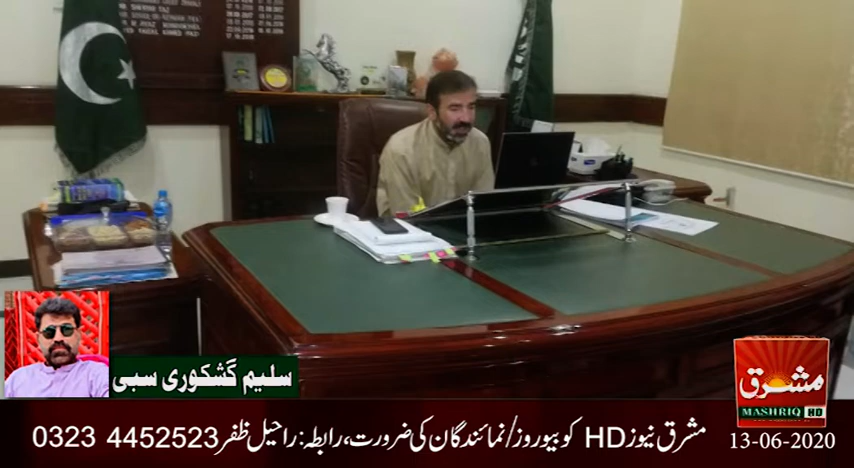 سلیم گشکوری سبی
مشرق
MASHRIQ HD
مشرق نیوز HD کو بیوروز/نمائندگان کی ضرورت، رابطہ: راحیل ظفر 4452523 0323
13-06-2020